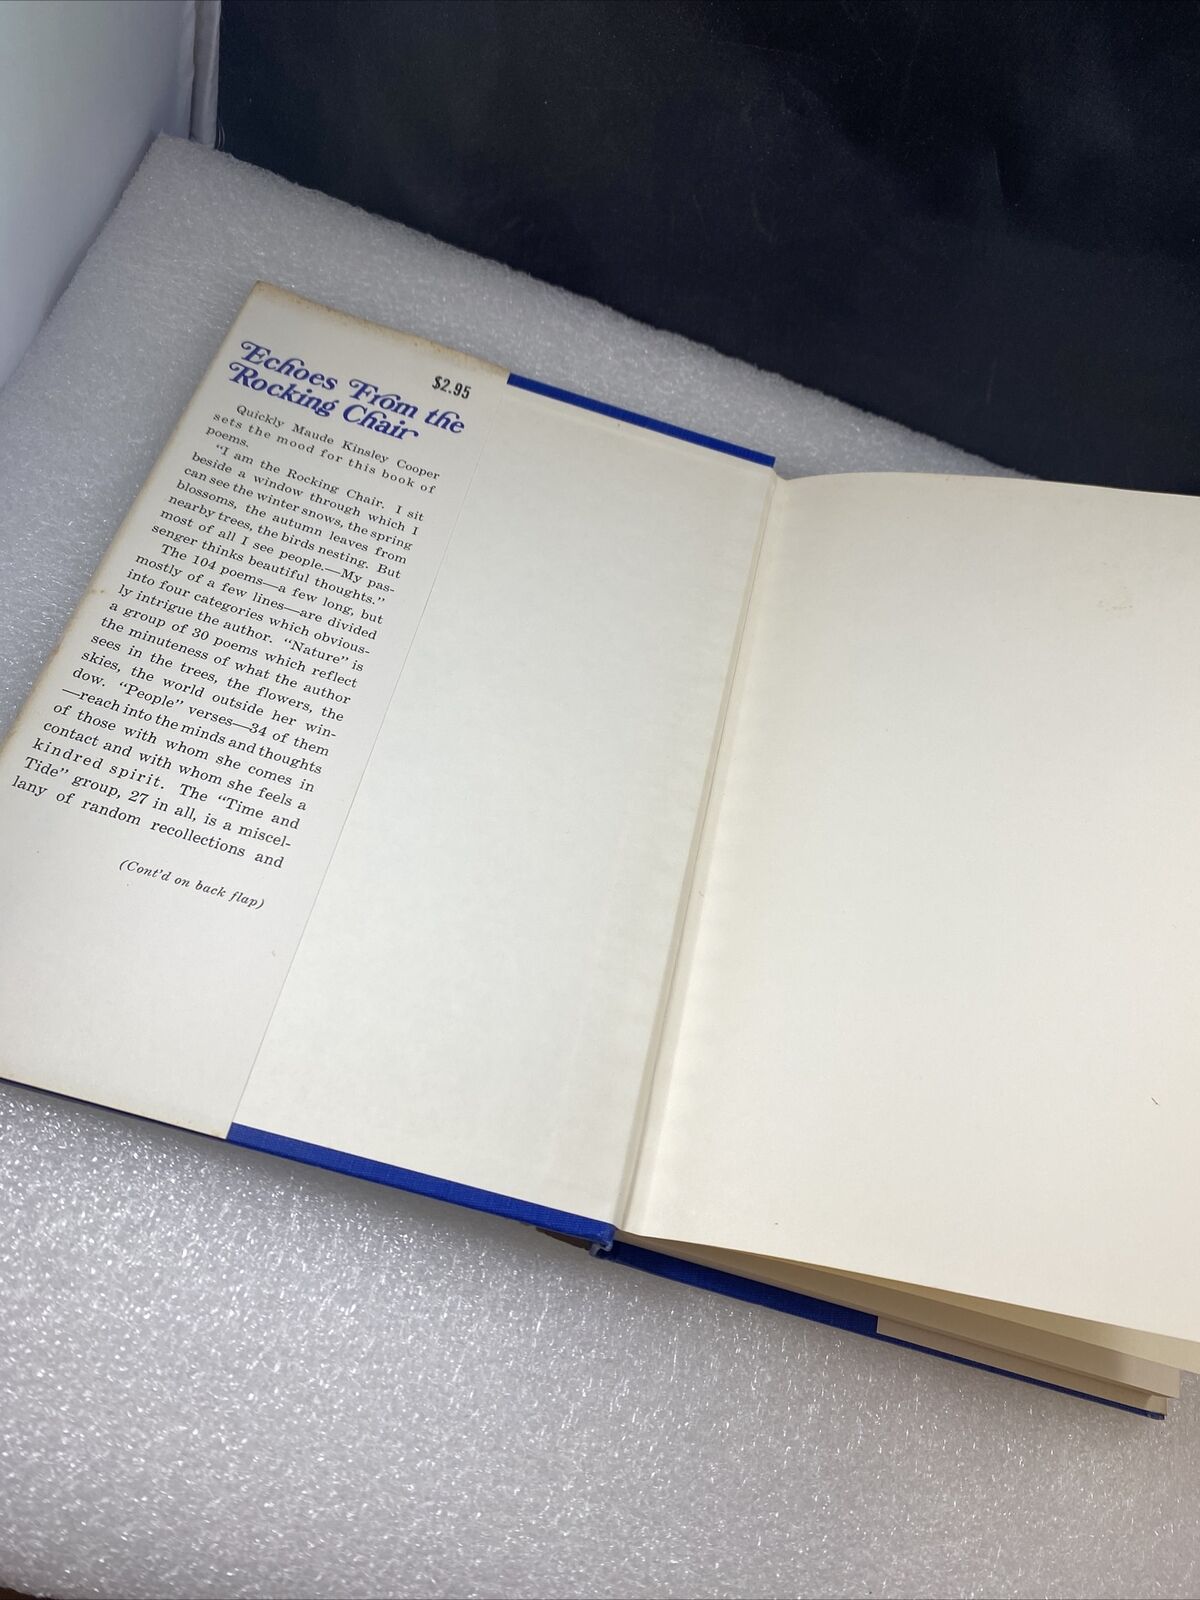 $2.95
Echoes From the
Rocking Chair
Quickly Maude Kinsley Cooper
sets the mood for this book of
poems.
“I am the Rocking Chair. I sit
beside a window through which I
can see the winter snows, the spring
blossoms, the autumn leaves from
nearby trees, the birds nesting. But
most of all I see people.—My pas-
senger thinks beautiful thoughts.”
The 104 poems—a few long, but
mostly of a few lines—are divided
into four categories which obvious-
ly intrigue the author. “Nature” is
a group of 30 poems which reflect
the minuteness of what the author
sees in the trees, the flowers, the
skies, the world outside her win-
dow. “People” verses—34 of them
—reach into the minds and thoughts
of those with whom she comes in
contact and with whom she feels a
kindred spirit. The “Time and
Tide” group, 27 in all, is a miscel-
lany of random recollections and
(Cont’d on back flap)